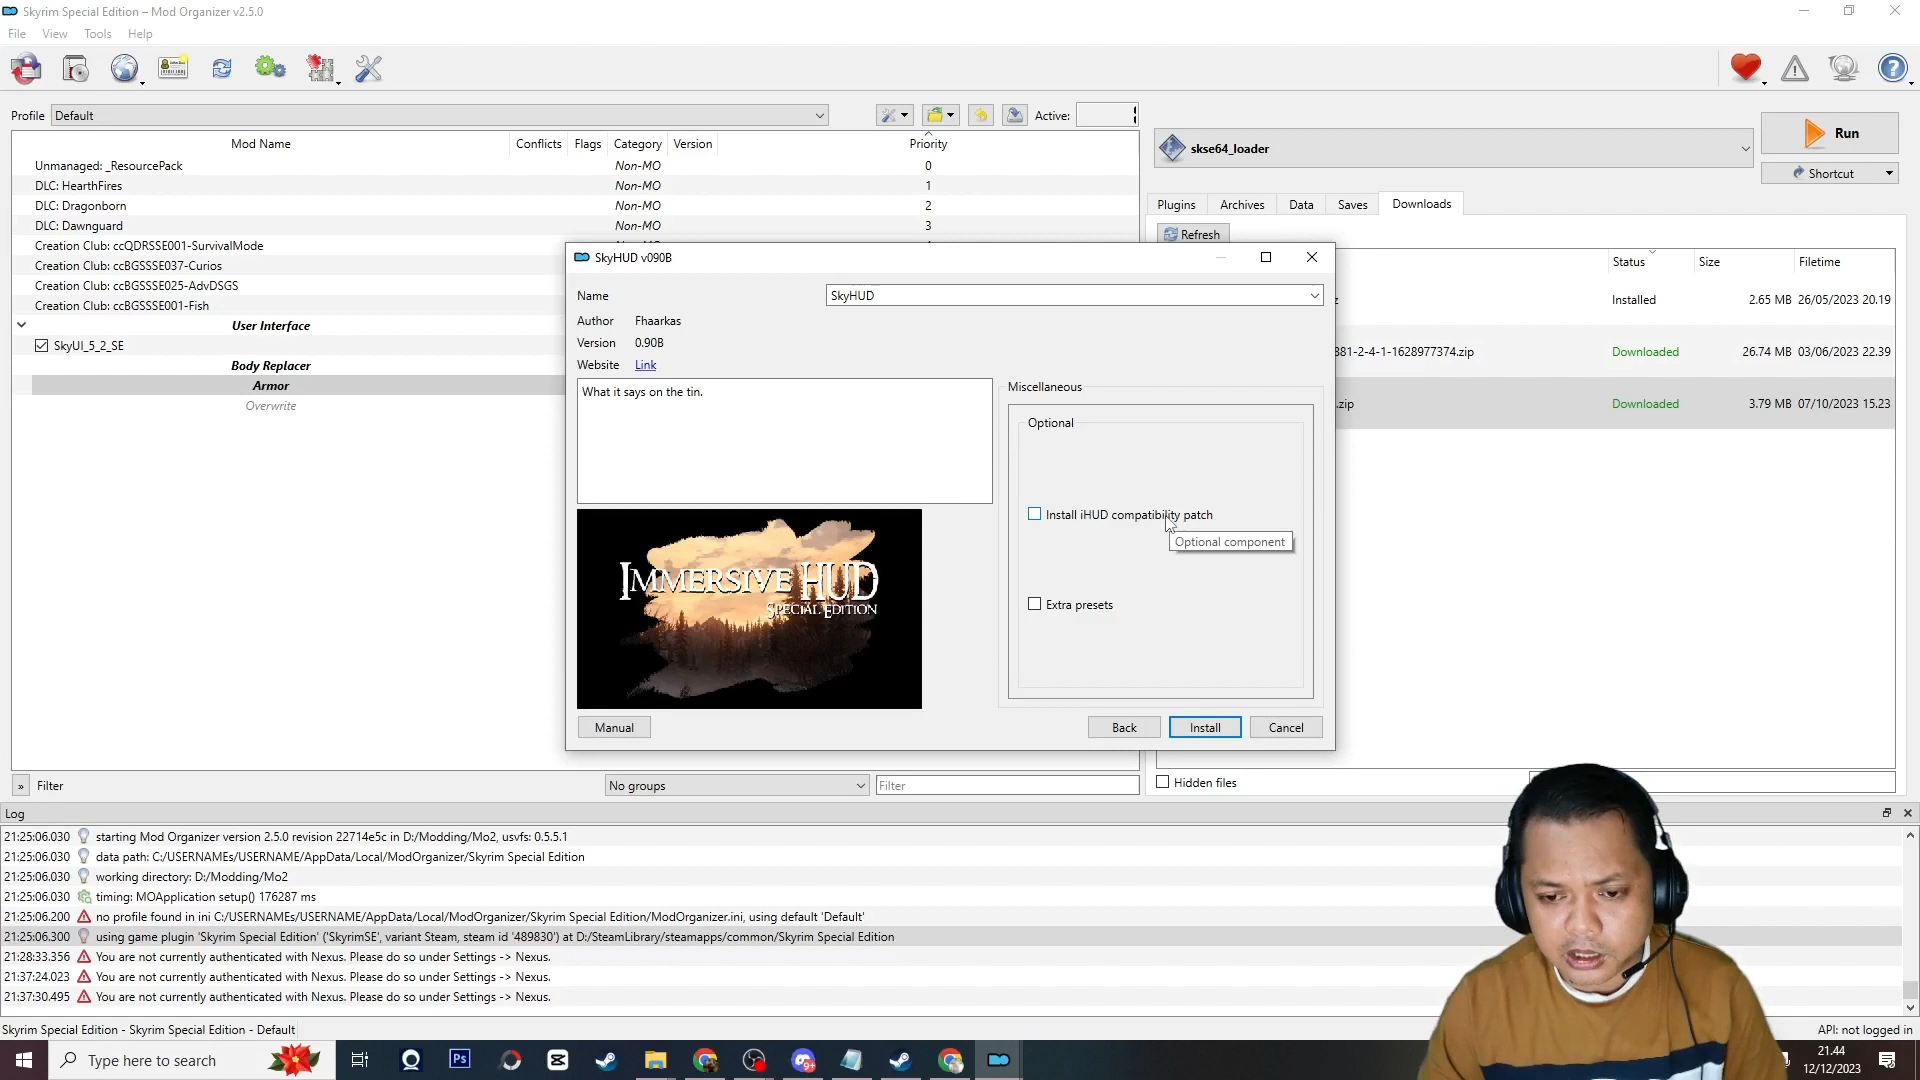 Skyrim Special Edition – Mod Organizer v2.5.0
File View Tools Help
Profile Default Active:
Mod Name Conflicts Flags Category Version Priority
Unmanaged: _ResourcePack Non-MO 0
DLC: HearthFires Non-MO 1
DLC: Dragonborn Non-MO 2
DLC: Dawnguard Non-MO 3
Creation Club: ccQDRSSE001-SurvivalMode
Creation Club: ccBGSSSE037-Curios
Creation Club: ccBGSSSE025-AdvDSGS
Creation Club: ccBGSSSE001-Fish
User Interface
SkyUI_5_2_SE
Body Replacer
Armor
Overwrite
» Filter No groups Filter
skse64_loader
Run
Shortcut
Plugins Archives Data Saves Downloads
Refresh
Status Size Filetime
Installed 2.65 MB 26/05/2023 20.19
381-2-4-1-1628977374.zip Downloaded 26.74 MB 03/06/2023 22.39
.zip Downloaded 3.79 MB 07/10/2023 15.23
Hidden files
SkyHUD v090B
Name SkyHUD
Author Fhaarkas
Version 0.90B
Website Link
What it says on the tin.
Miscellaneous
Optional
Install iHUD compatibility patch
Optional component
Extra presets
IMMERSIVE HUD
SPECIAL EDITION
Manual Back Install Cancel
Log
21:25:06.030 starting Mod Organizer version 2.5.0 revision 22714e5c in D:/Modding/Mo2, usvfs: 0.5.5.1
21:25:06.030 data path: C:/USERNAMEs/USERNAME/AppData/Local/ModOrganizer/Skyrim Special Edition
21:25:06.030 working directory: D:/Modding/Mo2
21:25:06.030 timing: MOApplication setup() 176287 ms
21:25:06.200 no profile found in ini C:/USERNAMEs/USERNAME/AppData/Local/ModOrganizer/Skyrim Special Edition/ModOrganizer.ini, using default 'Default'
21:25:06.300 using game plugin 'Skyrim Special Edition' ('SkyrimSE', variant Steam, steam id '489830') at D:/SteamLibrary/steamapps/common/Skyrim Special Edition
21:28:33.356 You are not currently authenticated with Nexus. Please do so under Settings -> Nexus.
21:37:24.023 You are not currently authenticated with Nexus. Please do so under Settings -> Nexus.
21:37:30.495 You are not currently authenticated with Nexus. Please do so under Settings -> Nexus.
Skyrim Special Edition - Skyrim Special Edition - Default API: not logged in
Type here to search
Ps
9+
21.44
12/12/2023